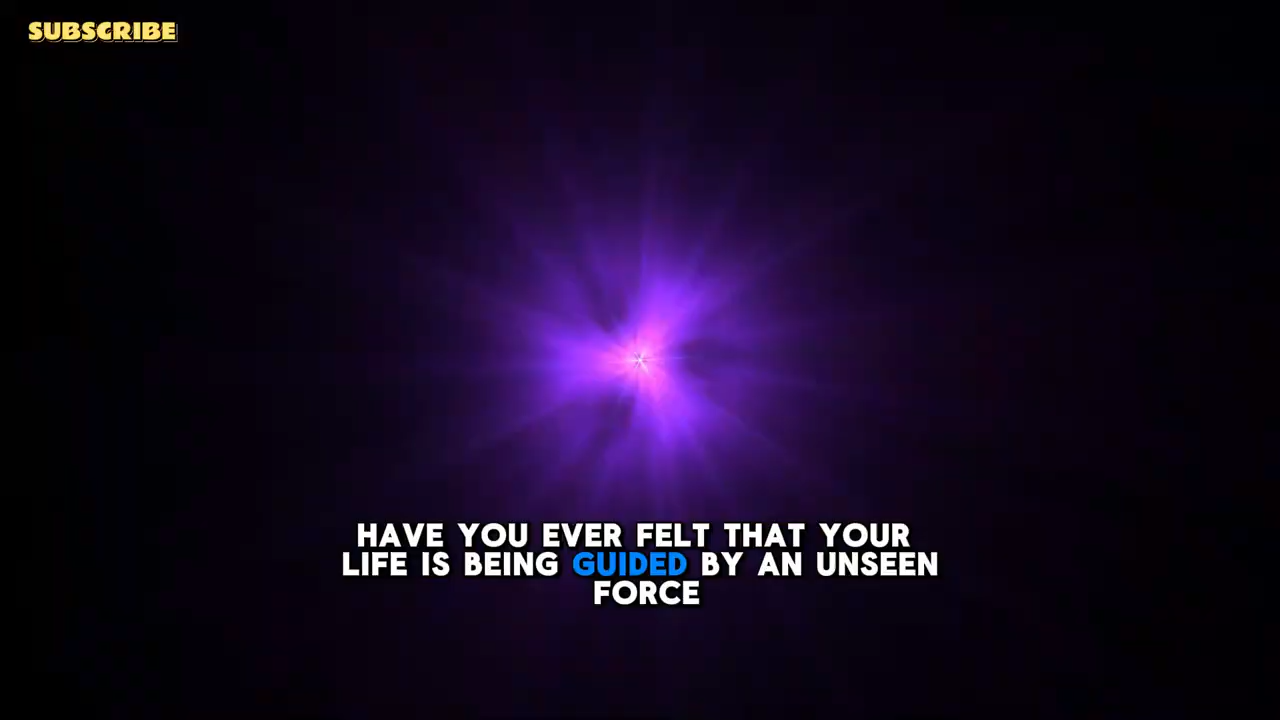 SUBSCRIBE
HAVE YOU EVER FELT THAT YOUR
LIFE IS BEING GUIDED BY AN UNSEEN
FORCE